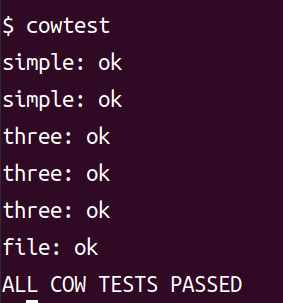 $ cowtest
simple: ok
simple: ok
three: ok
three: ok
three: ok
file: ok
ALL COW TESTS PASSED